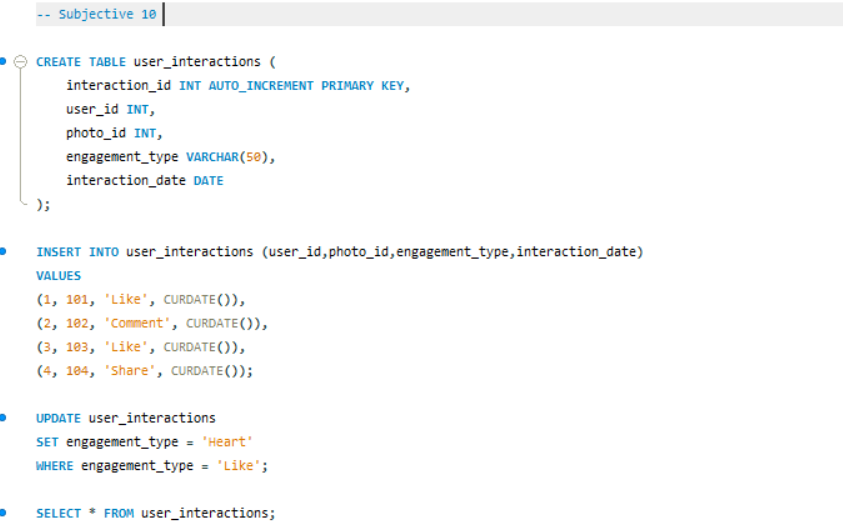 -- Subjective 10
CREATE TABLE user_interactions (
interaction_id INT AUTO_INCREMENT PRIMARY KEY,
user_id INT,
photo_id INT,
engagement_type VARCHAR(50),
interaction_date DATE
);
INSERT INTO user_interactions (user_id,photo_id,engagement_type,interaction_date)
VALUES
(1, 101, 'Like', CURDATE()),
(2, 102, 'Comment', CURDATE()),
(3, 103, 'Like', CURDATE()),
(4, 104, 'Share', CURDATE());
UPDATE user_interactions
SET engagement_type = 'Heart'
WHERE engagement_type = 'Like';
SELECT * FROM user_interactions;